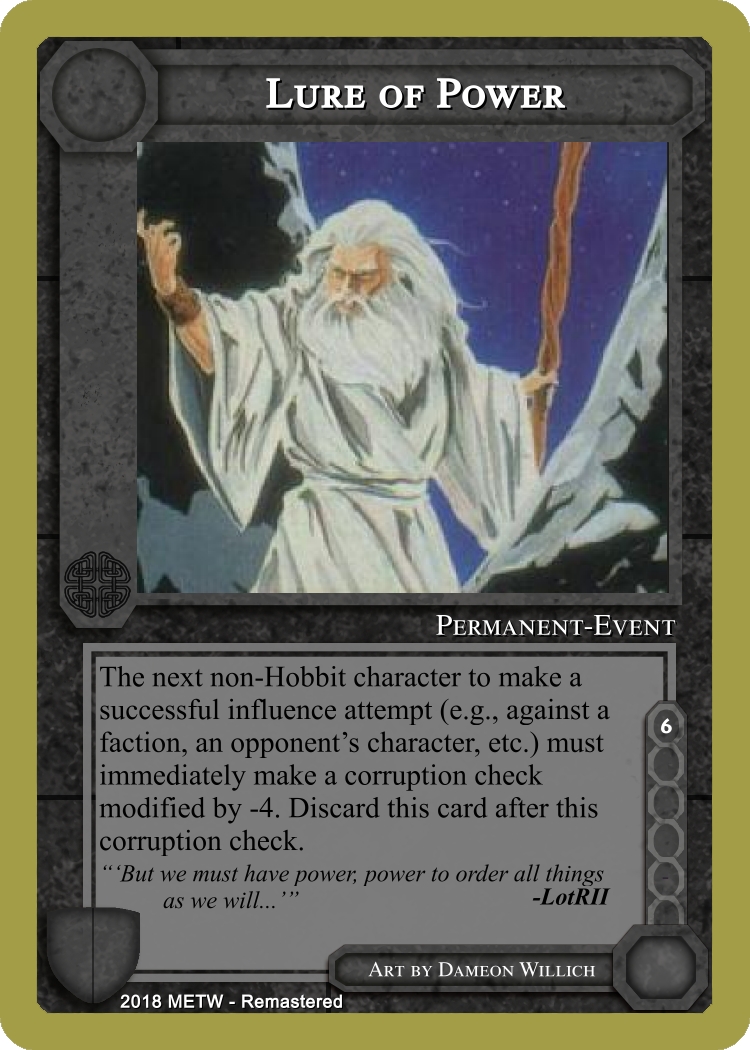 Lure of Power
Permanent-Event
The next non-Hobbit character to make a
successful influence attempt (e.g., against a
faction, an opponent’s character, etc.) must
immediately make a corruption check
modified by -4. Discard this card after this
corruption check.
“‘But we must have power, power to order all things
as we will...’”
-LotRII
6
Art by Dameon Willich
2018 METW - Remastered